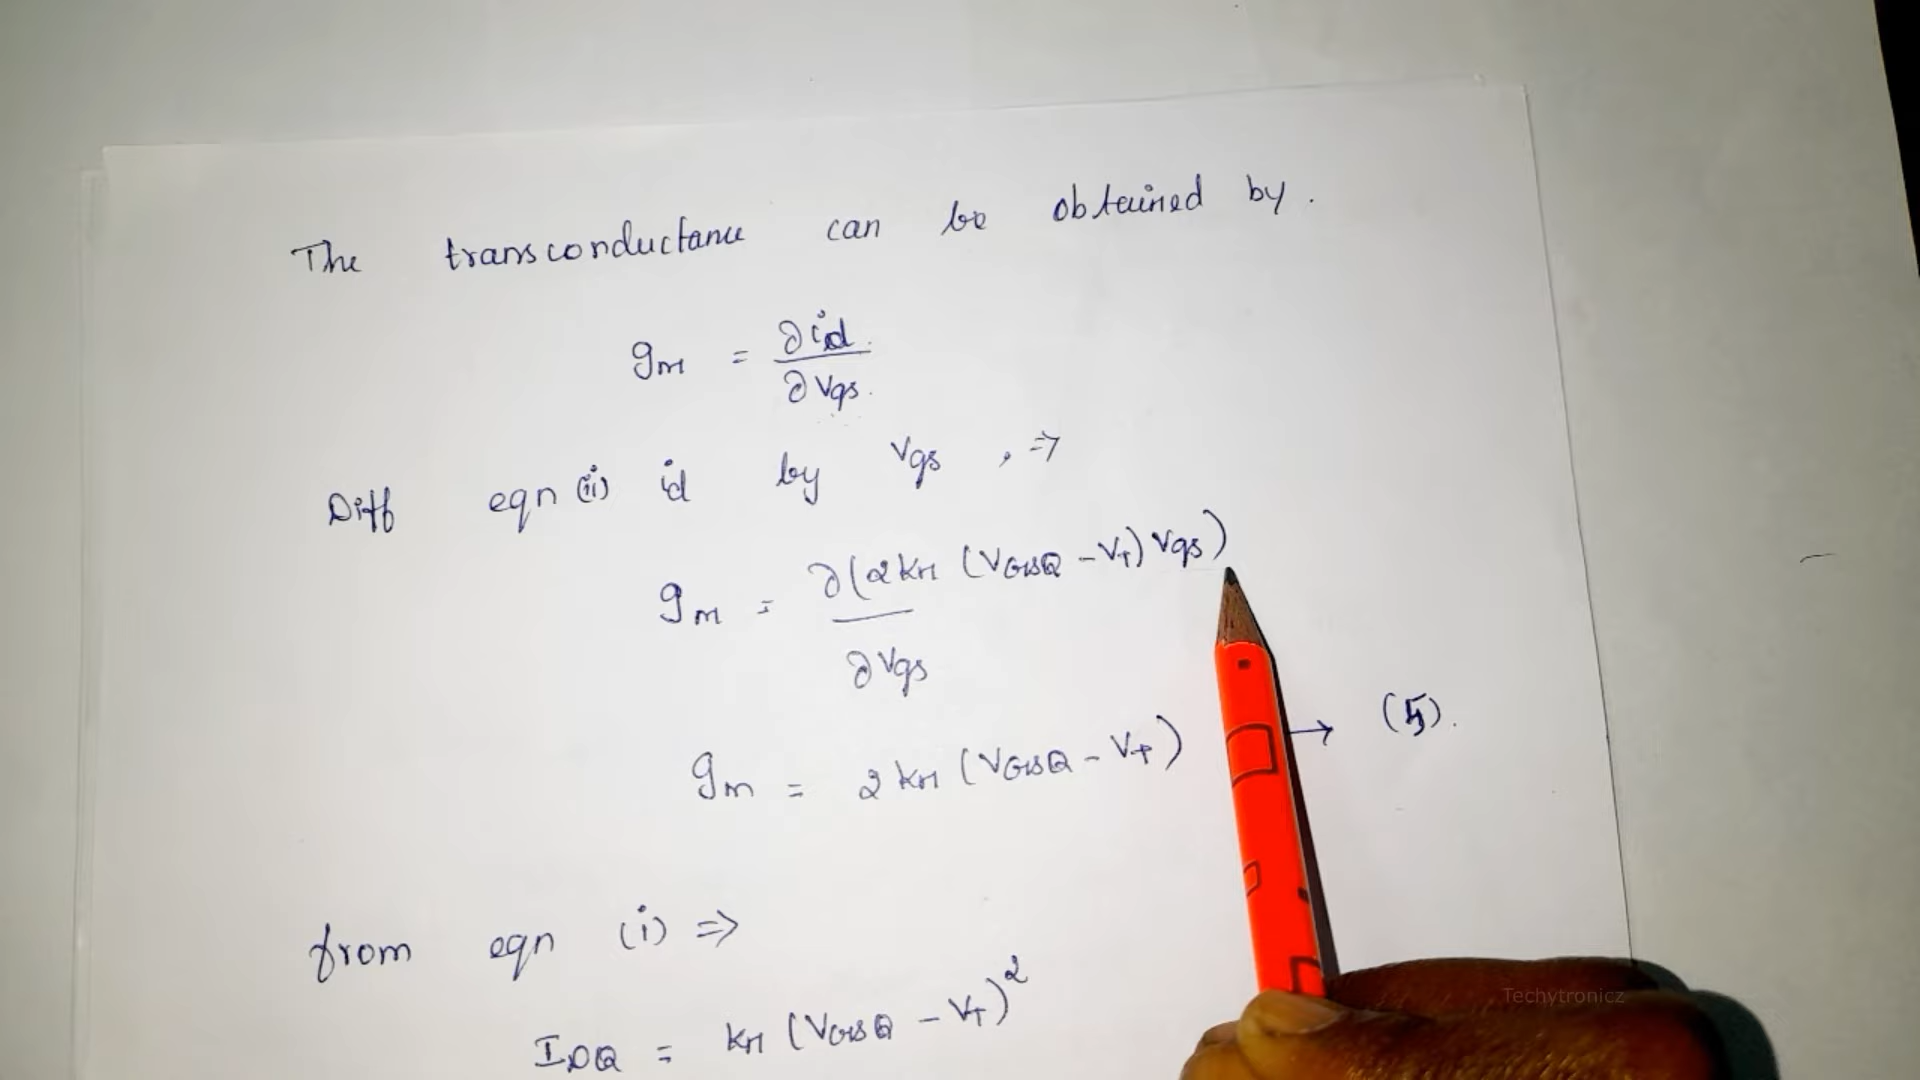 The transconductance can be obtained by.
gm = ∂id / ∂Vgs.
Diff eqn (ii) id by Vgs, ⇒
gm = ∂(2Kn (VGSQ - VT) Vgs) / ∂Vgs
gm = 2Kn (VGSQ - VT) → (5).
from eqn (i) ⇒
IDQ = Kn (VGSQ - VT)²
Techytronicz